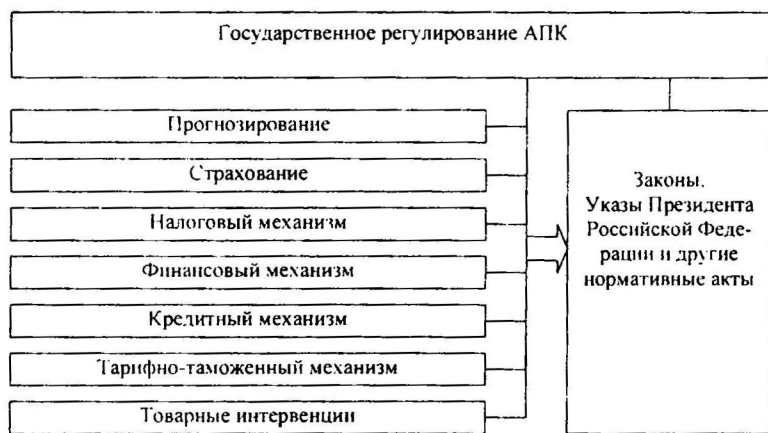 Государственное регулирование АПК
Прогнозирование
Страхование
Налоговый механизм
Финансовый механизм
Кредитный механизм
Тарифно-таможенный механизм
Товарные интервенции
Законы.
Указы Президента
Российской Феде-
рации и другие
нормативные акты